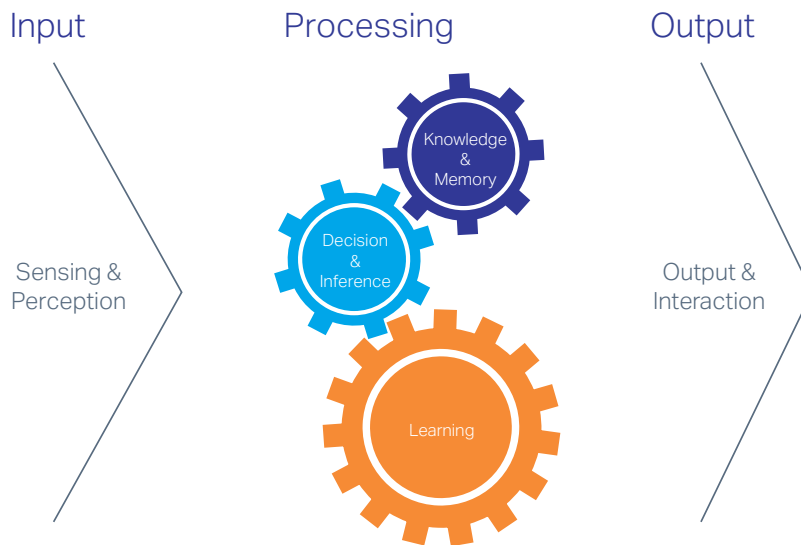 Input
Processing
Output
Knowledge
&
Memory
Decision
&
Inference
Sensing &
Perception
Output &
Interaction
Learning